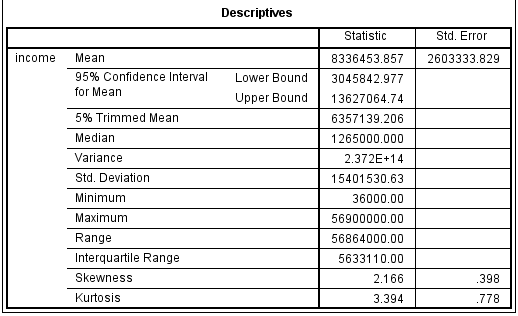 Descriptives
Statistic Std. Error
income Mean 8336453.857 2603333.829
95% Confidence Interval Lower Bound 3045842.977
for Mean Upper Bound 13627064.74
5% Trimmed Mean 6357139.206
Median 1265000.000
Variance 2.372E+14
Std. Deviation 15401530.63
Minimum 36000.00
Maximum 56900000.00
Range 56864000.00
Interquartile Range 5633110.00
Skewness 2.166 .398
Kurtosis 3.394 .778